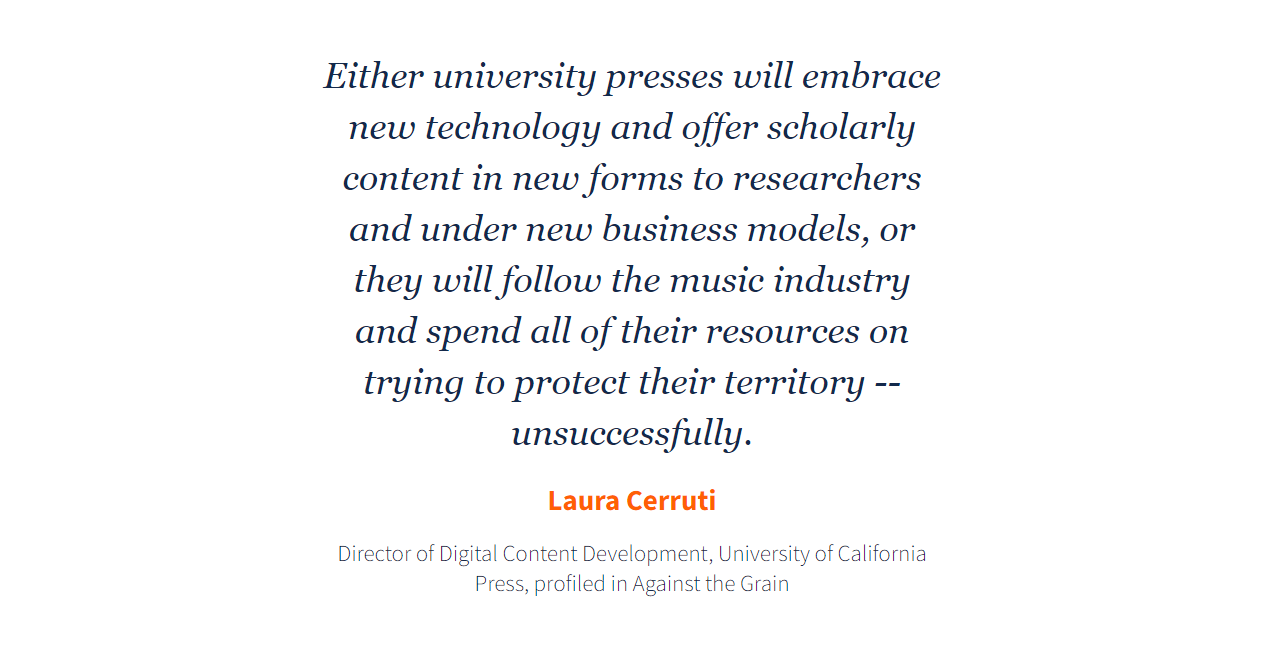 Either university presses will embrace
new technology and offer scholarly
content in new forms to researchers
and under new business models, or
they will follow the music industry
and spend all of their resources on
trying to protect their territory --
unsuccessfully.
Laura Cerruti
Director of Digital Content Development, University of California
Press, profiled in Against the Grain